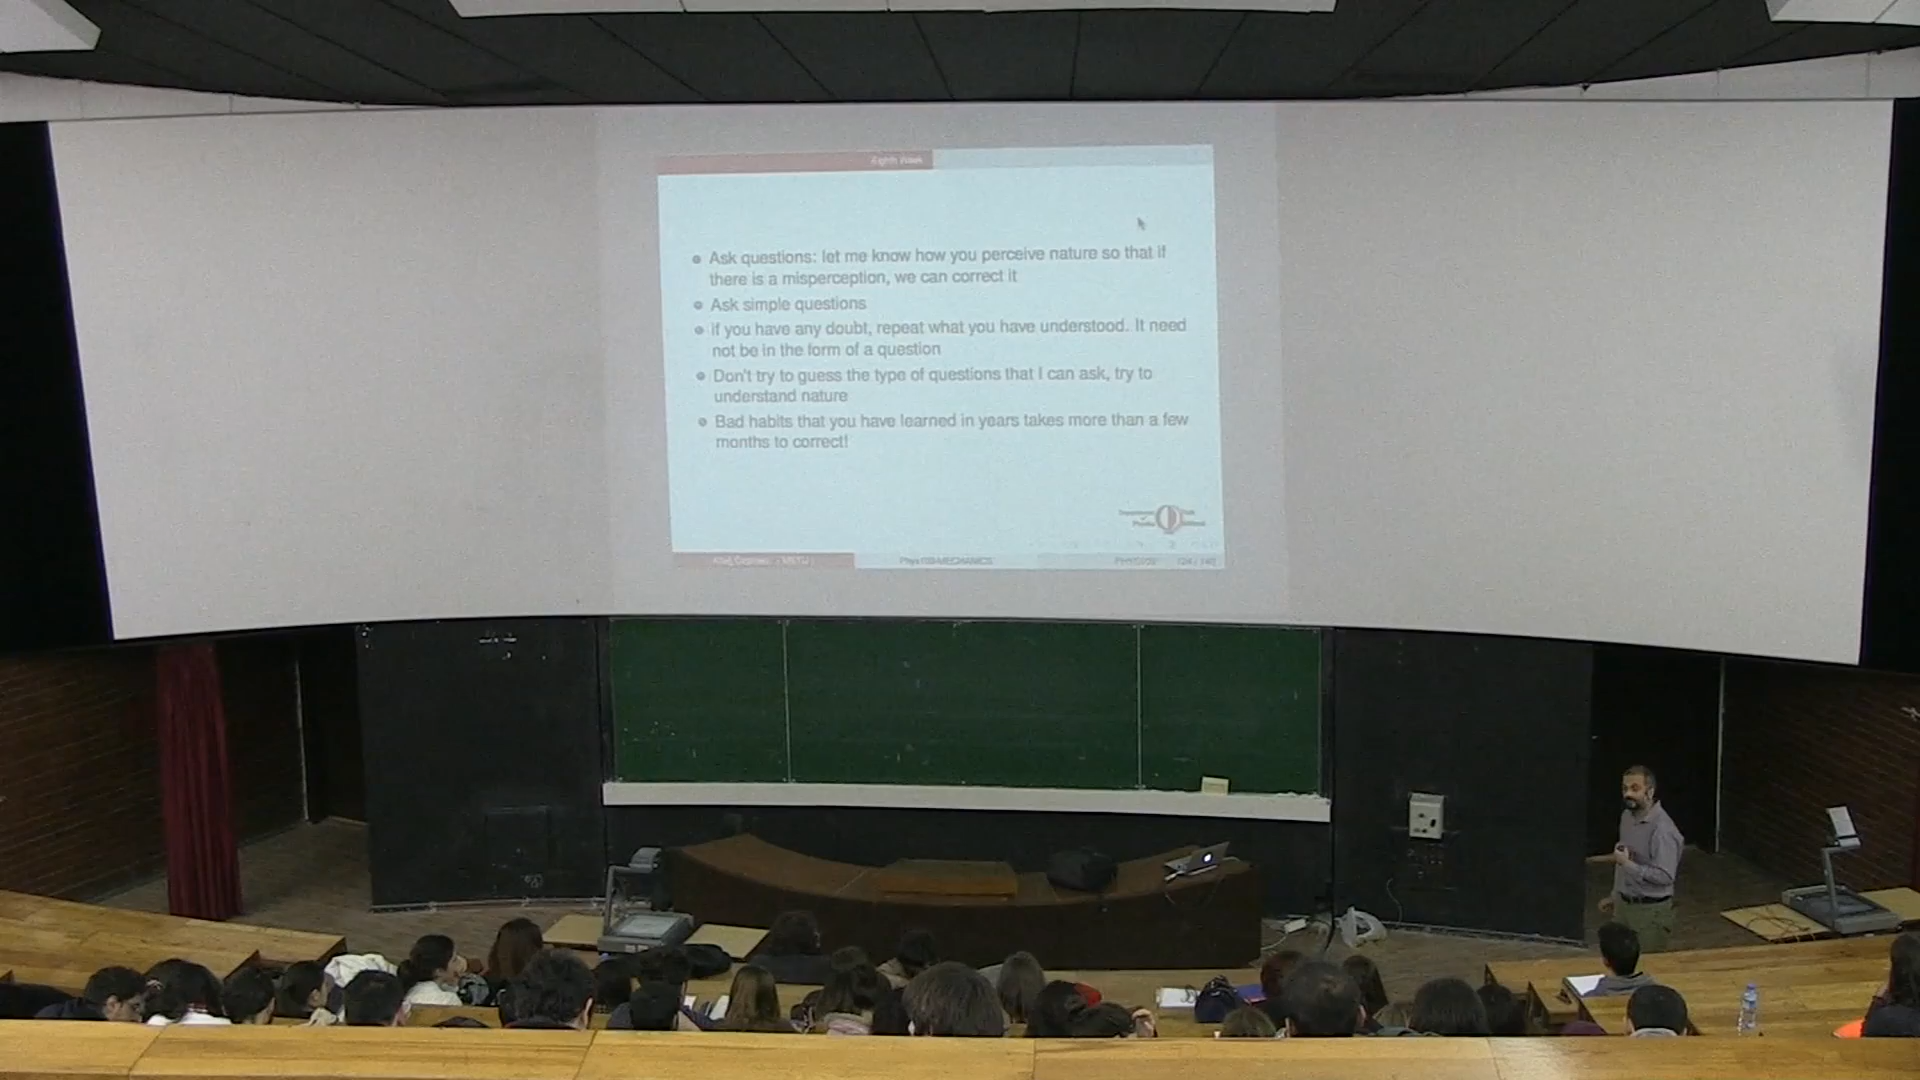 Eighth Week
Ask questions: let me know how you perceive nature so that if
there is a misperception, we can correct it
Ask simple questions
If you have any doubt, repeat what you have understood. It need
not be in the form of a question
Don't try to guess the type of questions that I can ask, try to
understand nature
Bad habits that you have learned in years takes more than a few
months to correct!